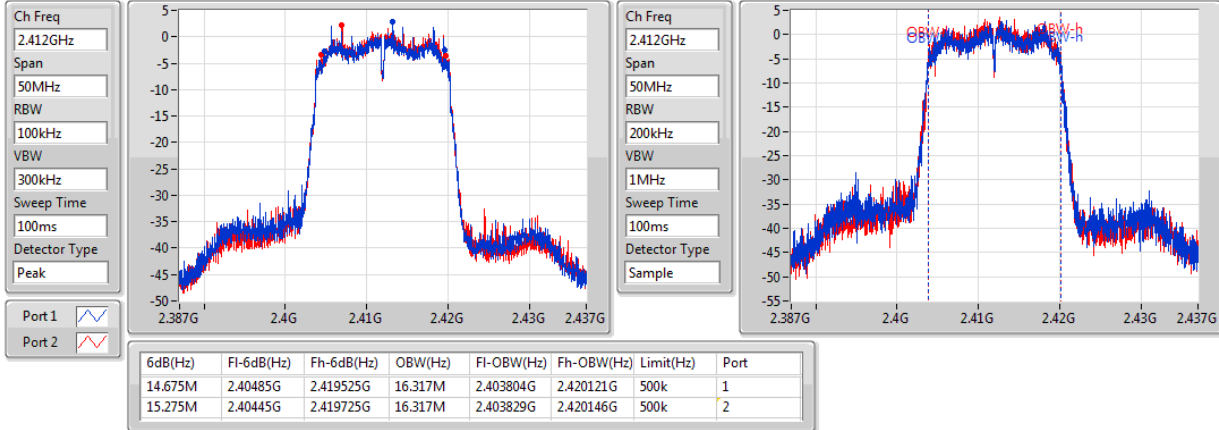 Ch Freq
2.412GHz
Span
50MHz
RBW
100kHz
VBW
300kHz
Sweep Time
100ms
Detector Type
Peak
Port 1
Port 2
5
0
-5
-10
-15
-20
-25
-30
-35
-40
-45
-50
2.387G 2.4G 2.41G 2.42G 2.43G 2.437G
Ch Freq
2.412GHz
Span
50MHz
RBW
200kHz
VBW
1MHz
Sweep Time
100ms
Detector Type
Sample
5
0
-5
-10
-15
-20
-25
-30
-35
-40
-45
-50
-55
OBW-h
OBW-h
2.387G 2.4G 2.41G 2.42G 2.43G 2.437G
6dB(Hz) Fl-6dB(Hz) Fh-6dB(Hz) OBW(Hz) Fl-OBW(Hz) Fh-OBW(Hz) Limit(Hz) Port
14.675M 2.40485G 2.419525G 16.317M 2.403804G 2.420121G 500k 1
15.275M 2.40445G 2.419725G 16.317M 2.403829G 2.420146G 500k 2